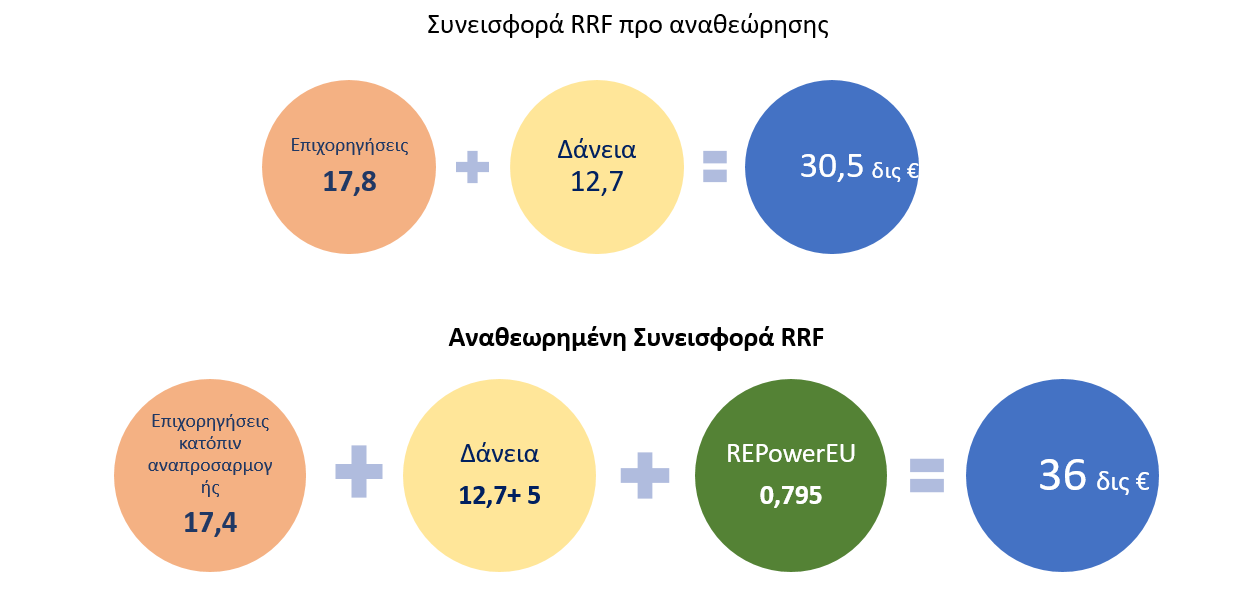 Συνεισφορά RRF προ αναθεώρησης
Επιχορηγήσεις
17,8
Δάνεια
12,7
30,5 δις €
Αναθεωρημένη Συνεισφορά RRF
Επιχορηγήσεις
κατόπιν
αναπροσαρμογ
ής
17,4
Δάνεια
12,7+ 5
REPowerEU
0,795
36 δις €